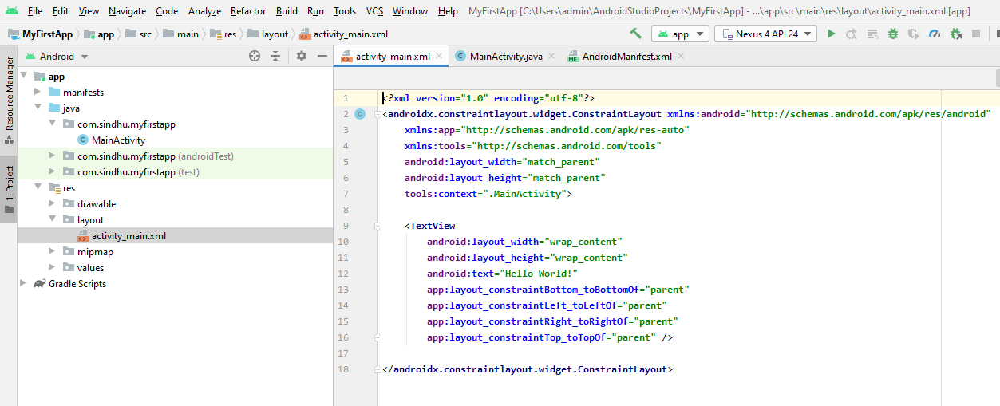 File Edit View Navigate Code Analyze Refactor Build Run Tools VCS Window Help MyFirstApp [C:\Users\admin\AndroidStudioProjects\MyFirstApp] - ...\app\src\main\res\layout\activity_main.xml [app]
MyFirstApp app src main res layout activity_main.xml app Nexus 4 API 24
Resource Manager
1: Project
Android
app
manifests
java
com.sindhu.myfirstapp
MainActivity
com.sindhu.myfirstapp (androidTest)
com.sindhu.myfirstapp (test)
res
drawable
layout
activity_main.xml
mipmap
values
Gradle Scripts
activity_main.xml MainActivity.java AndroidManifest.xml
1 <?xml version="1.0" encoding="utf-8"?>
2 <androidx.constraintlayout.widget.ConstraintLayout xmlns:android="http://schemas.android.com/apk/res/android"
3 xmlns:app="http://schemas.android.com/apk/res-auto"
4 xmlns:tools="http://schemas.android.com/tools"
5 android:layout_width="match_parent"
6 android:layout_height="match_parent"
7 tools:context=".MainActivity">
8
9 <TextView
10 android:layout_width="wrap_content"
11 android:layout_height="wrap_content"
12 android:text="Hello World!"
13 app:layout_constraintBottom_toBottomOf="parent"
14 app:layout_constraintLeft_toLeftOf="parent"
15 app:layout_constraintRight_toRightOf="parent"
16 app:layout_constraintTop_toTopOf="parent" />
17
18 </androidx.constraintlayout.widget.ConstraintLayout>